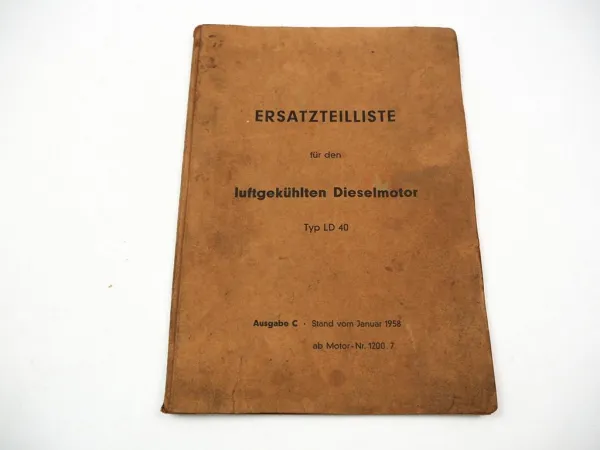 ERSATZTEILLISTE
für den
luftgekühlten Dieselmotor
Typ LD 40
Ausgabe C · Stand vom Januar 1958
ab Motor-Nr. 1200 7